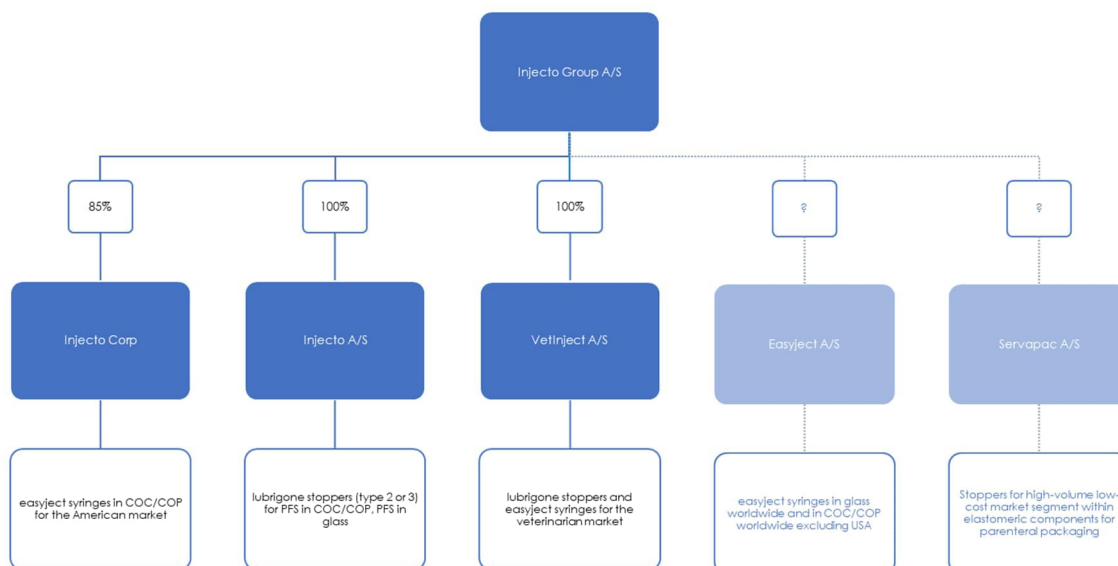 Injecto Group A/S
85%
100%
100%
?
?
Injecto Corp
Injecto A/S
VetInject A/S
Easyject A/S
Servapac A/S
easyject syringes in COC/COP
for the American market
lubrigone stoppers (type 2 or 3)
for PFS in COC/COP, PFS in
glass
lubrigone stoppers and
easyject syringes for the
veterinarian market
easyject syringes in glass
worldwide and in COC/COP
worldwide excluding USA
Stoppers for high-volume low-
cost market segment within
elastomeric components for
parenteral packaging